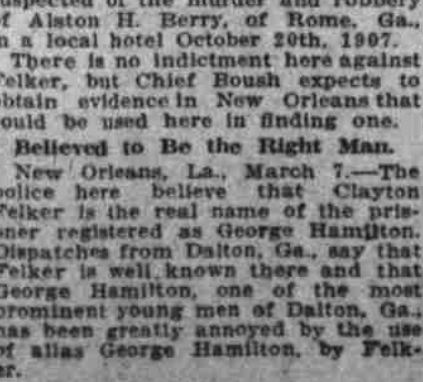 uspected of the murder and robbery
of Alston H. Berry, of Rome, Ga.,
n a local hotel October 20th, 1907.
There is no indictment here against
Felker, but Chief Boush expects to
obtain evidence in New Orleans that
ould be used here in finding one.
Believed to Be the Right Man.
New Orleans, La., March 7.—The
police here believe that Clayton
Felker is the real name of the pris-
oner registered as George Hamilton.
Dispatches from Dalton, Ga., say that
Felker is well known there and that
George Hamilton, one of the most
prominent young men of Dalton, Ga.,
has been greatly annoyed by the use
of alias George Hamilton, by Felk-
er.